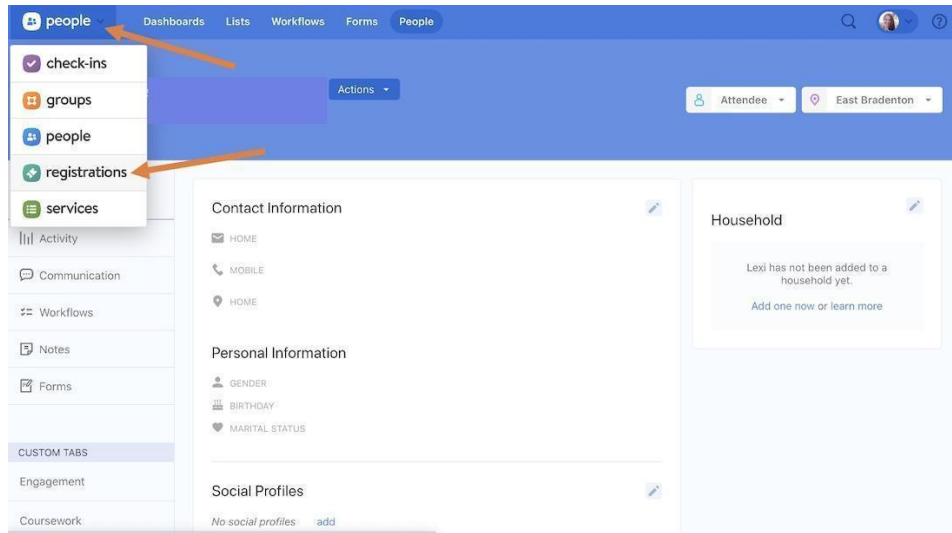 people
Dashboards Lists Workflows Forms People
check-ins
groups
people
registrations
services
Actions
Attendee
East Bradenton
Activity
Communication
Workflows
Notes
Forms
CUSTOM TABS
Engagement
Coursework
Contact Information
HOME
MOBILE
HOME
Personal Information
GENDER
BIRTHDAY
MARITAL STATUS
Social Profiles
No social profiles add
Household
Lexi has not been added to a
household yet.
Add one now or learn more